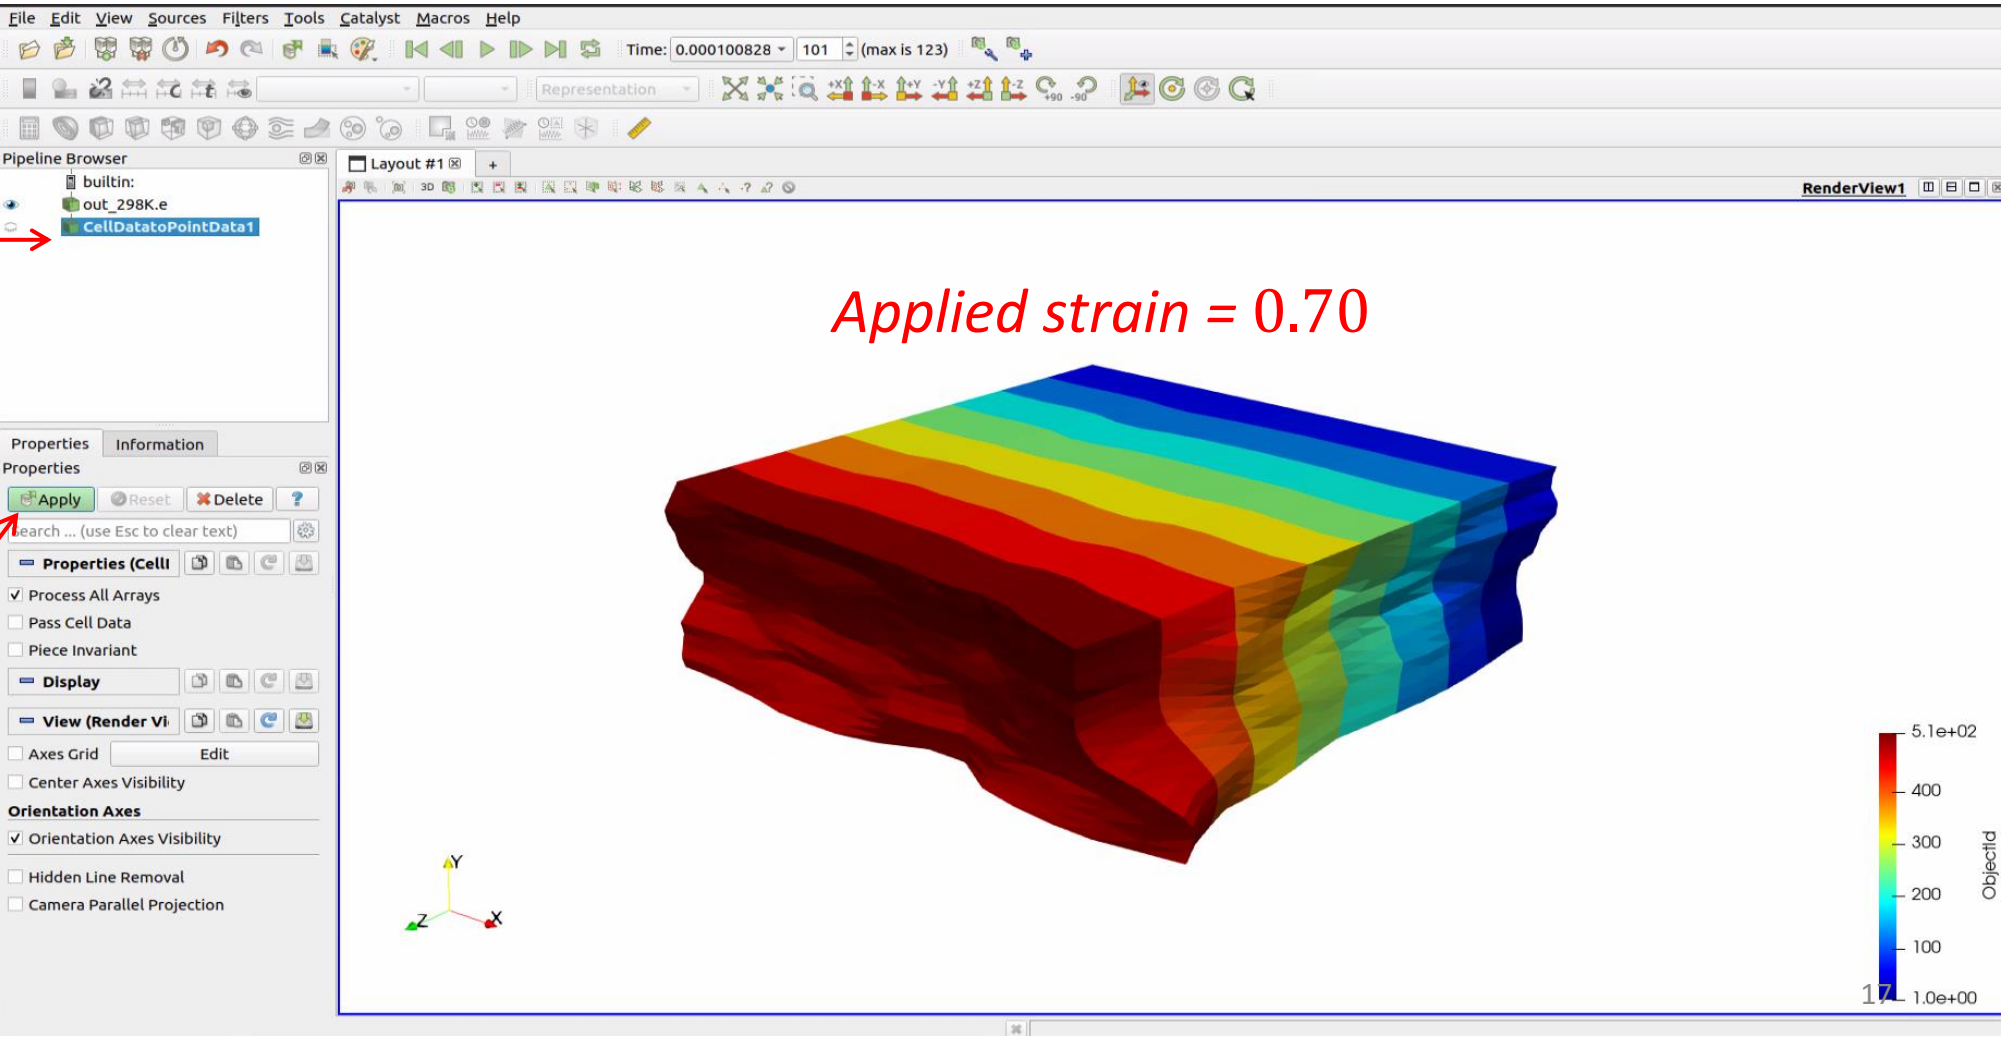 File Edit View Sources Filters Tools Catalyst Macros Help
Time: 0.000100828 101 (max is 123)
Representation
+X -X +Y -Y +Z -Z +90 -90
Pipeline Browser
Layout #1 +
builtin:
3D
RenderView1
out_298K.e
CellDatatoPointData1
Applied strain = 0.70
Properties Information
Properties
Apply Reset Delete ?
Search ... (use Esc to clear text)
Properties (Cell
Process All Arrays
Pass Cell Data
Piece Invariant
Display
View (Render Vi
Axes Grid Edit
Center Axes Visibility
Orientation Axes
Orientation Axes Visibility
Hidden Line Removal
Camera Parallel Projection
Y
Z X
5.1e+02
400
300
200
100
1.0e+00
ObjectId
17